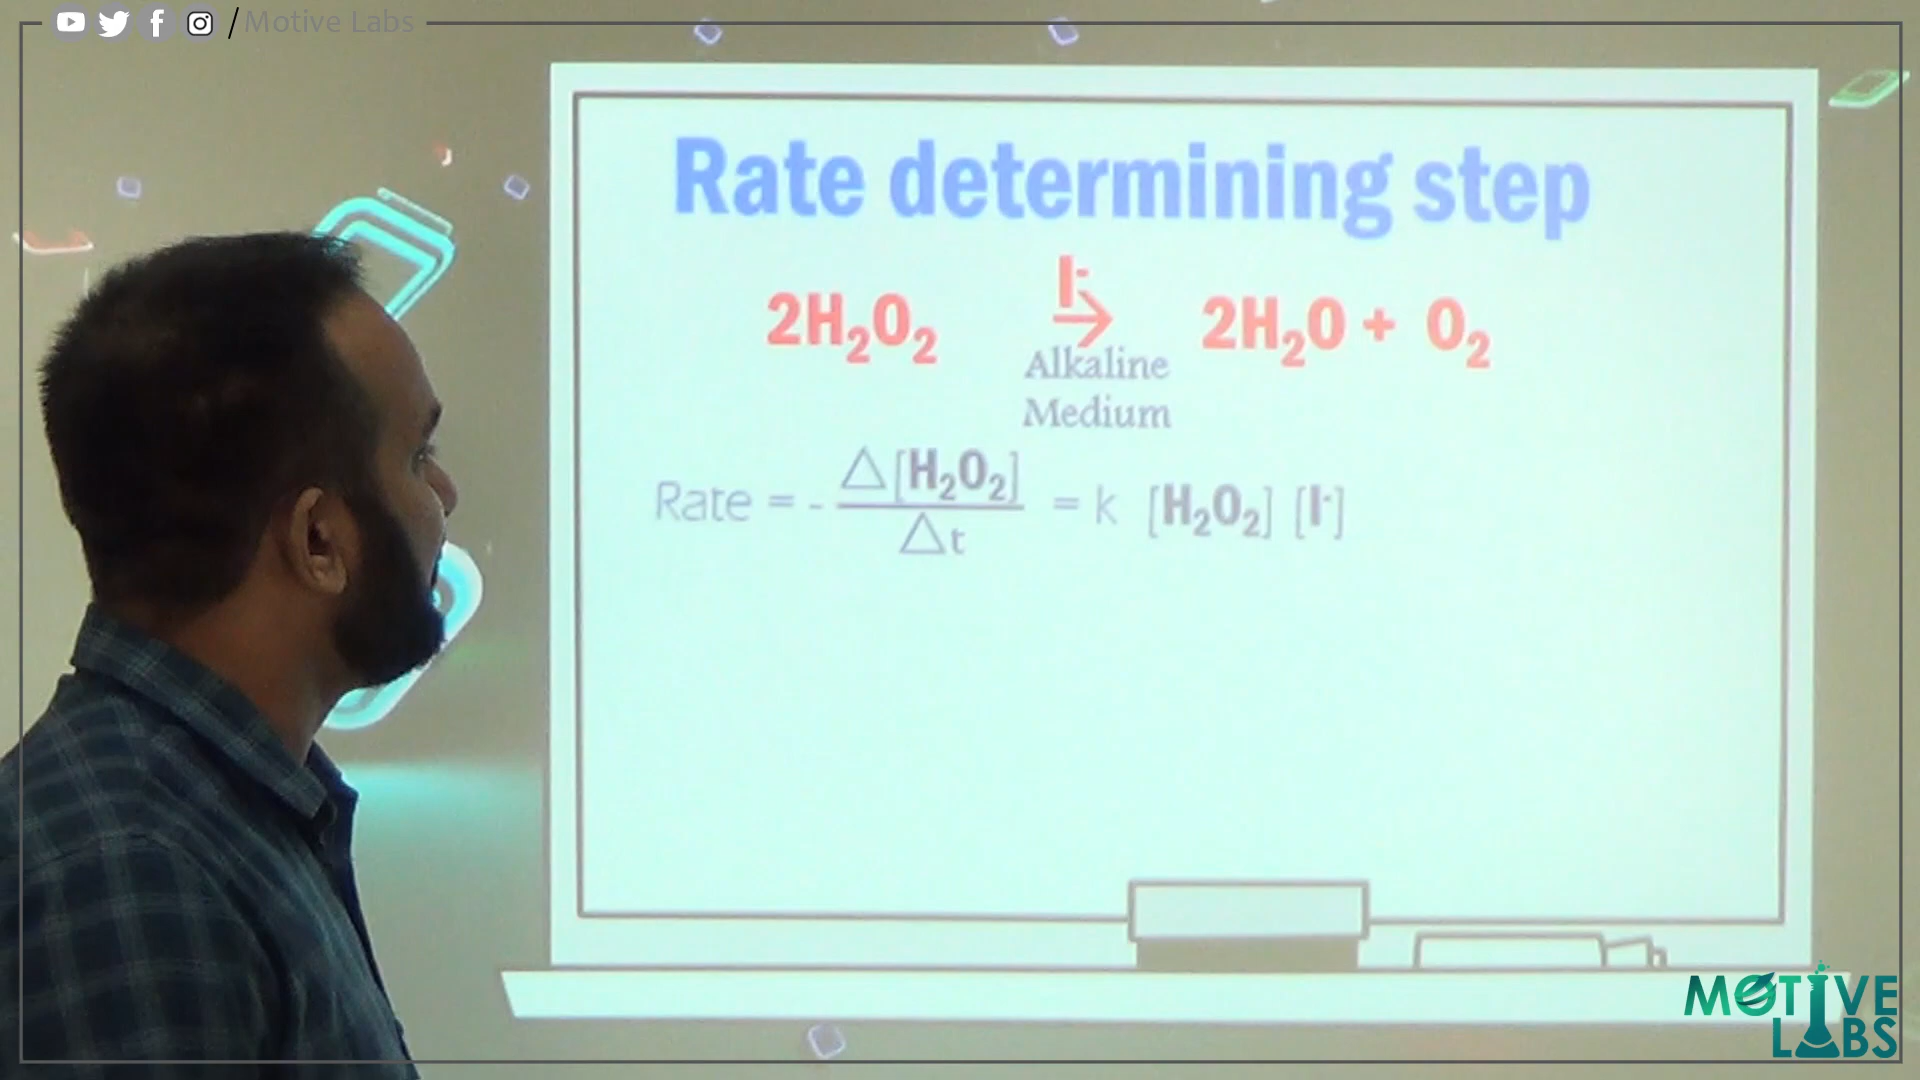 / Motive Labs
Rate determining step
2H₂O₂ I⁻ → 2H₂O + O₂
Alkaline
Medium
Rate = - △[H₂O₂] / △t = k [H₂O₂] [I⁻]
MOTIVE
LABS